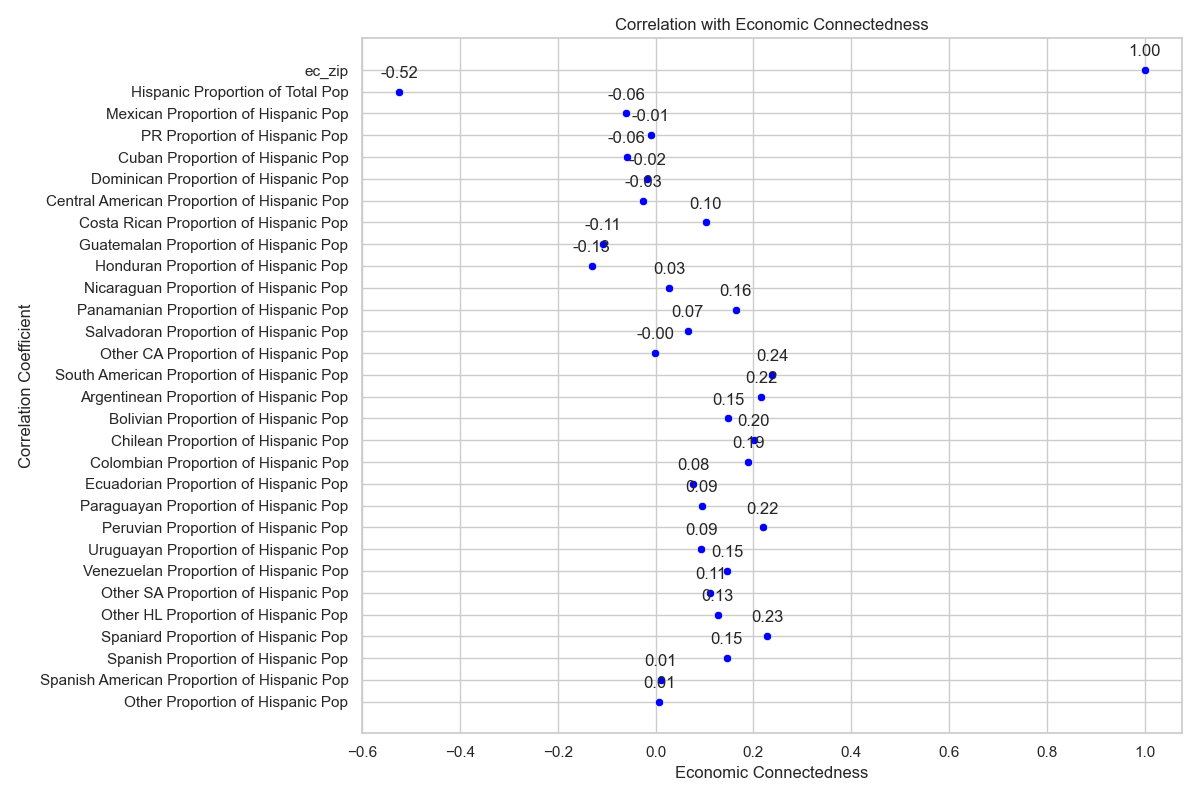 Correlation with Economic Connectedness
1.00
ec_zip
-0.52
Hispanic Proportion of Total Pop
-0.06
Mexican Proportion of Hispanic Pop
-0.01
PR Proportion of Hispanic Pop
-0.06
Cuban Proportion of Hispanic Pop
-0.02
Dominican Proportion of Hispanic Pop
-0.03
Central American Proportion of Hispanic Pop
0.10
Costa Rican Proportion of Hispanic Pop
-0.11
Guatemalan Proportion of Hispanic Pop
-0.13
Honduran Proportion of Hispanic Pop
0.03
Nicaraguan Proportion of Hispanic Pop
0.16
Panamanian Proportion of Hispanic Pop
0.07
Salvadoran Proportion of Hispanic Pop
-0.00
Other CA Proportion of Hispanic Pop
0.24
South American Proportion of Hispanic Pop
0.22
Argentinean Proportion of Hispanic Pop
0.15
Bolivian Proportion of Hispanic Pop
0.20
Chilean Proportion of Hispanic Pop
0.19
Colombian Proportion of Hispanic Pop
0.08
Ecuadorian Proportion of Hispanic Pop
0.09
Paraguayan Proportion of Hispanic Pop
0.22
Peruvian Proportion of Hispanic Pop
0.09
Uruguayan Proportion of Hispanic Pop
0.15
Venezuelan Proportion of Hispanic Pop
0.11
Other SA Proportion of Hispanic Pop
0.13
Other HL Proportion of Hispanic Pop
0.23
Spaniard Proportion of Hispanic Pop
0.15
Spanish Proportion of Hispanic Pop
0.01
Spanish American Proportion of Hispanic Pop
0.01
Other Proportion of Hispanic Pop
Correlation Coefficient
−0.6 −0.4 −0.2 0.0 0.2 0.4 0.6 0.8 1.0
Economic Connectedness